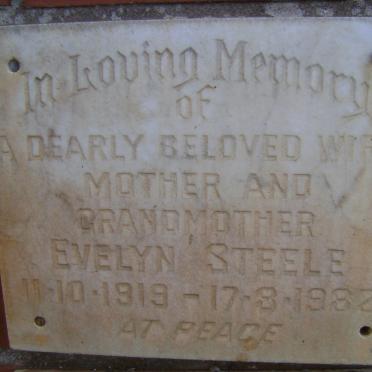 In Loving Memory
of
A DEARLY BELOVED WIFE
MOTHER AND
GRANDMOTHER
EVELYN STEELE
11·10·1919 – 17·8·1982
AT PEACE